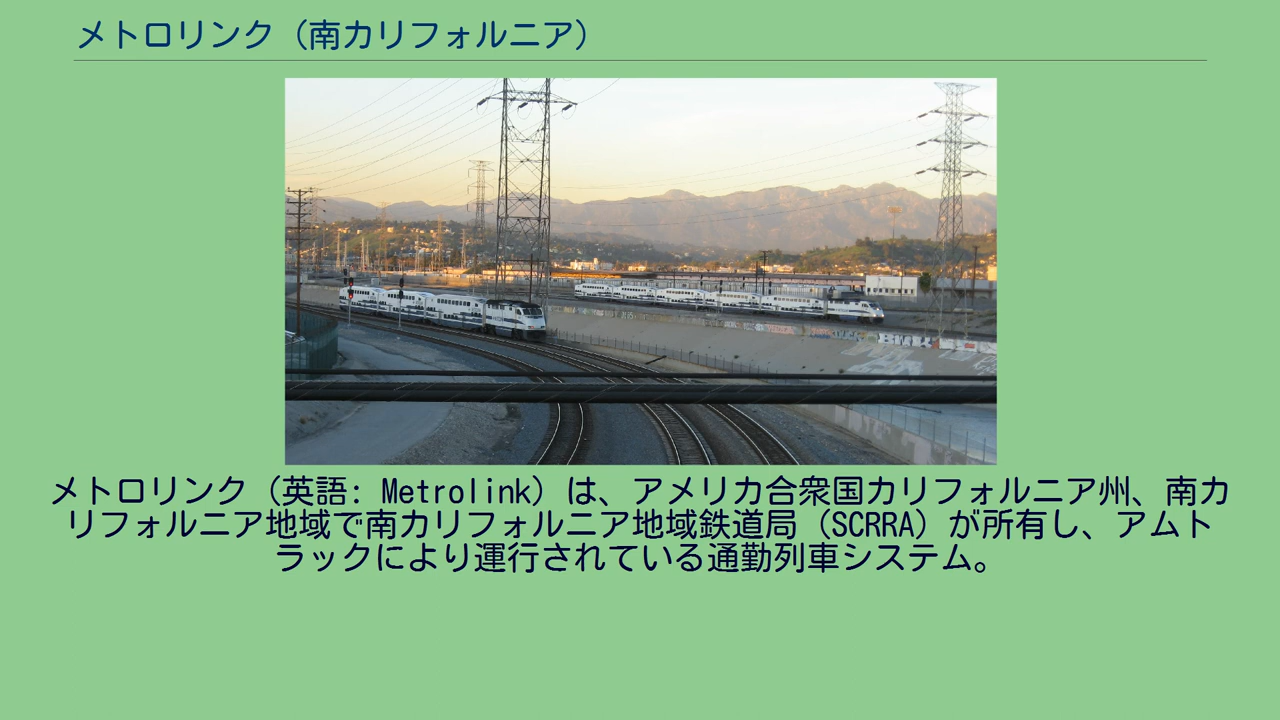 メトロリンク（南カリフォルニア）
メトロリンク（英語: Metrolink）は、アメリカ合衆国カリフォルニア州、南カ
リフォルニア地域で南カリフォルニア地域鉄道局（SCRRA）が所有し、アムト
ラックにより運行されている通勤列車システム。